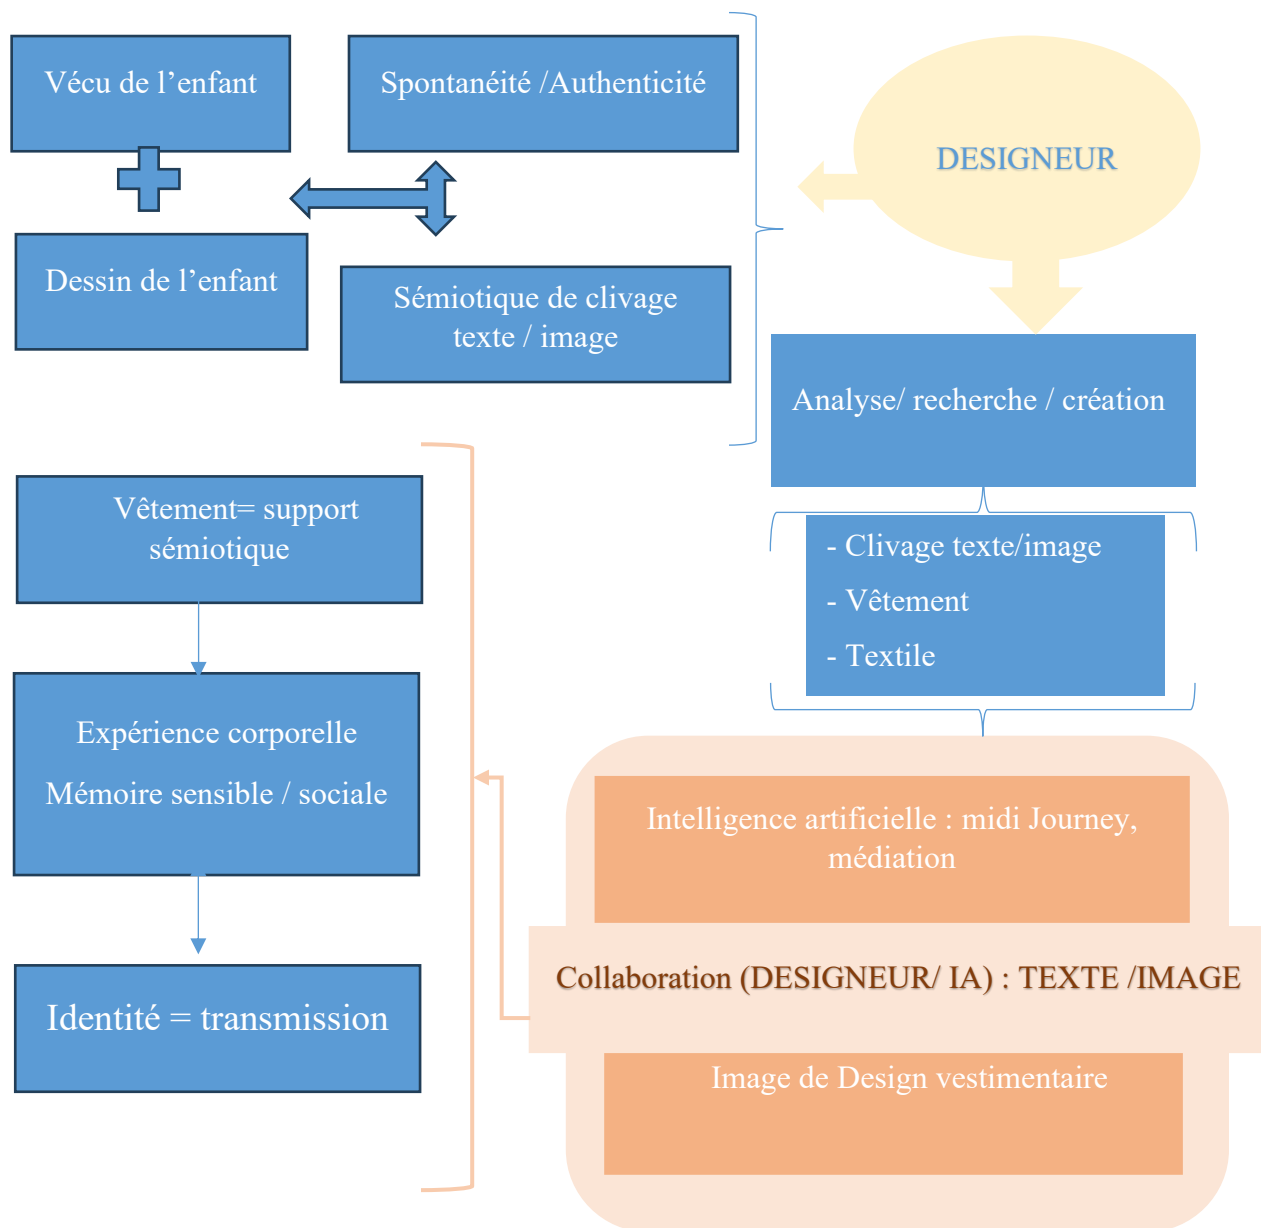 Vécu de l’enfant
Spontanéité /Authenticité
DESIGNEUR
Dessin de l’enfant
Sémiotique de clivage
texte / image
Analyse/ recherche / création
Vêtement= support
sémiotique
- Clivage texte/image
- Vêtement
- Textile
Expérience corporelle
Mémoire sensible / sociale
Intelligence artificielle : midi Journey,
médiation
Collaboration (DESIGNEUR/ IA) : TEXTE /IMAGE
Identité = transmission
Image de Design vestimentaire